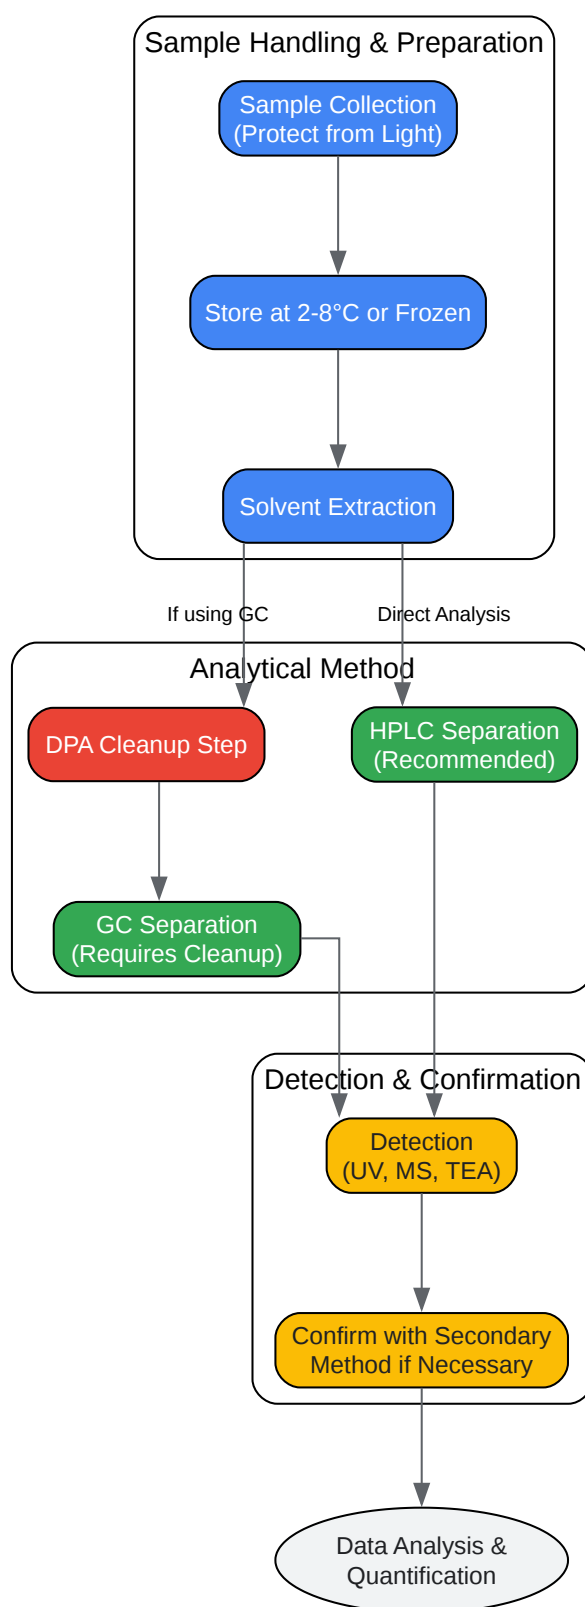 Sample Handling & Preparation
Sample Collection
(Protect from Light)
Store at 2-8°C or Frozen
Solvent Extraction
If using GC
Direct Analysis
Analytical Method
DPA Cleanup Step
HPLC Separation
(Recommended)
GC Separation
(Requires Cleanup)
Detection & Confirmation
Detection
(UV, MS, TEA)
Confirm with Secondary
Method if Necessary
Data Analysis &
Quantification